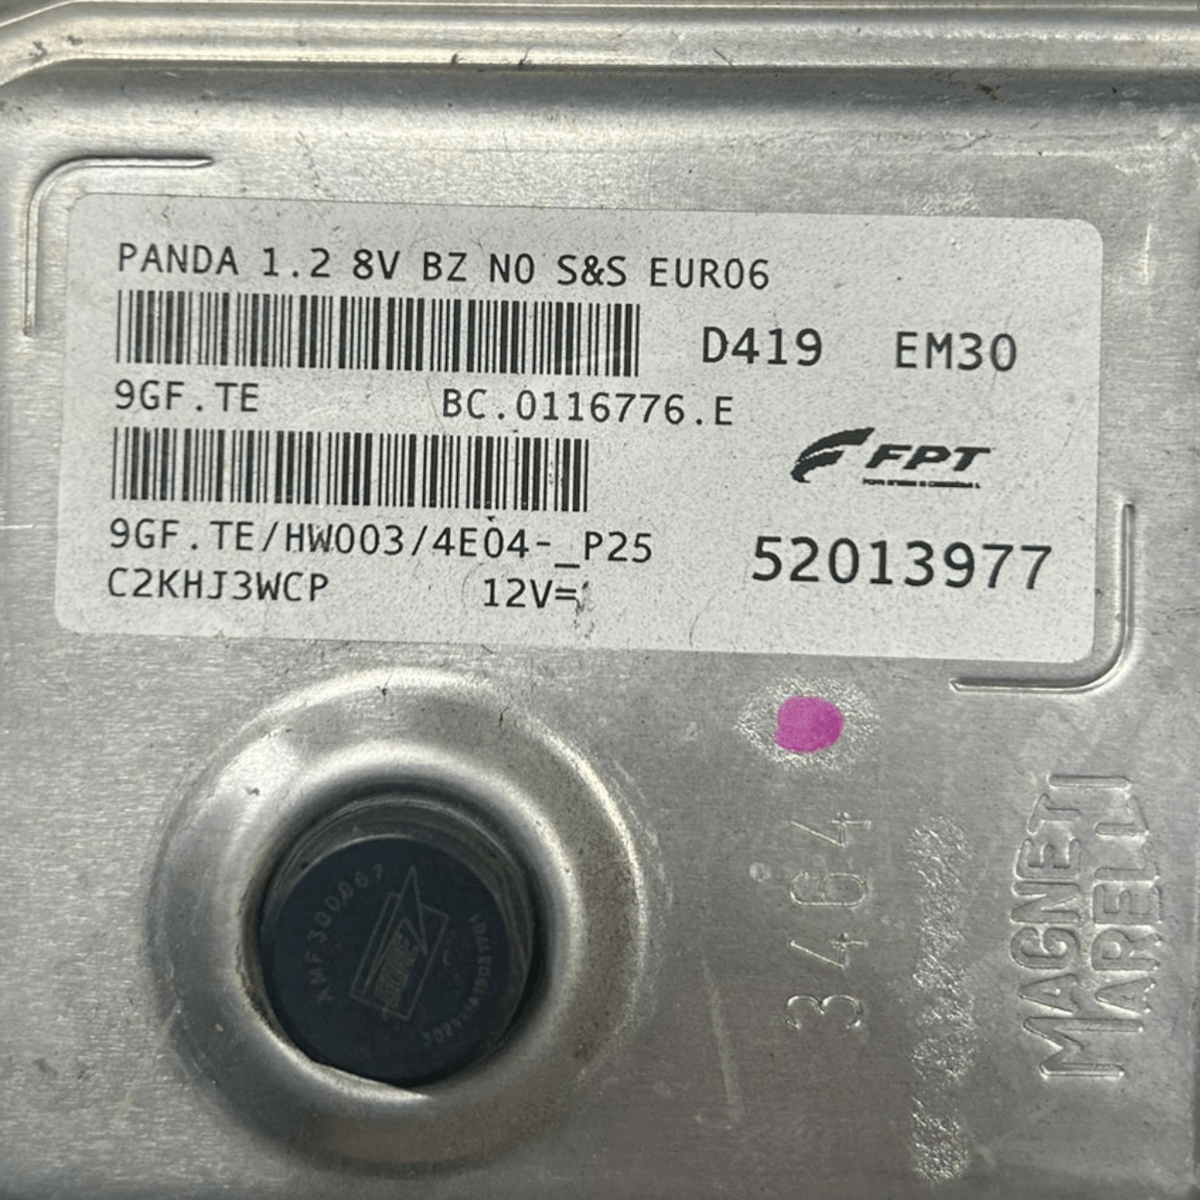 PANDA 1.2 8V BZ NO S&S EURO6
D419 EM30
9GF.TE BC.0116776.E
FPT
9GF.TE/HW003/4E04-_P25
52013977
C2KHJ3WCP 12V=
3464
MAGNETI
MARELLI